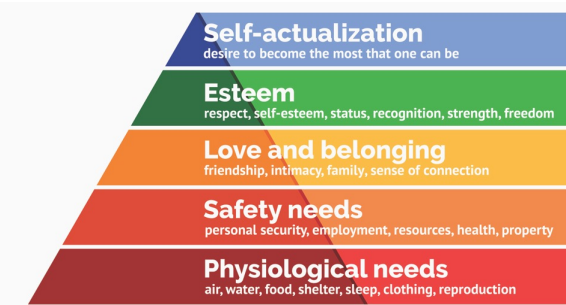 Self-actualization
desire to become the most that one can be
Esteem
respect, self-esteem, status, recognition, strength, freedom
Love and belonging
friendship, intimacy, family, sense of connection
Safety needs
personal security, employment, resources, health, property
Physiological needs
air, water, food, shelter, sleep, clothing, reproduction